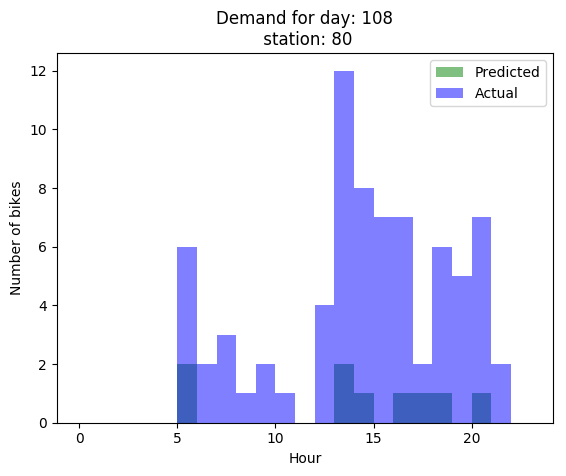 Demand for day: 108
station: 80
Predicted
Actual
Number of bikes
12
10
8
6
4
2
0
0
5
10
15
20
Hour